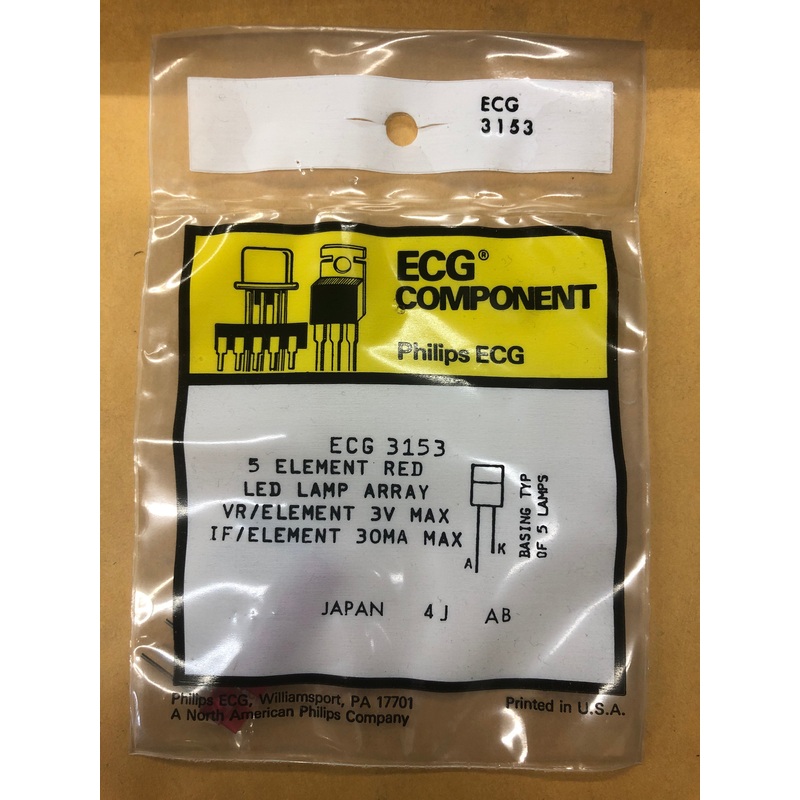 ECG
3153
ECG®
COMPONENT
Philips ECG
ECG 3153
5 ELEMENT RED
LED LAMP ARRAY
VR/ELEMENT 3V MAX
IF/ELEMENT 30MA MAX
A
K
BASING TYP
OF 5 LAMPS
JAPAN 4J AB
Philips ECG, Williamsport, PA 17701
A North American Philips Company
Printed in U.S.A.